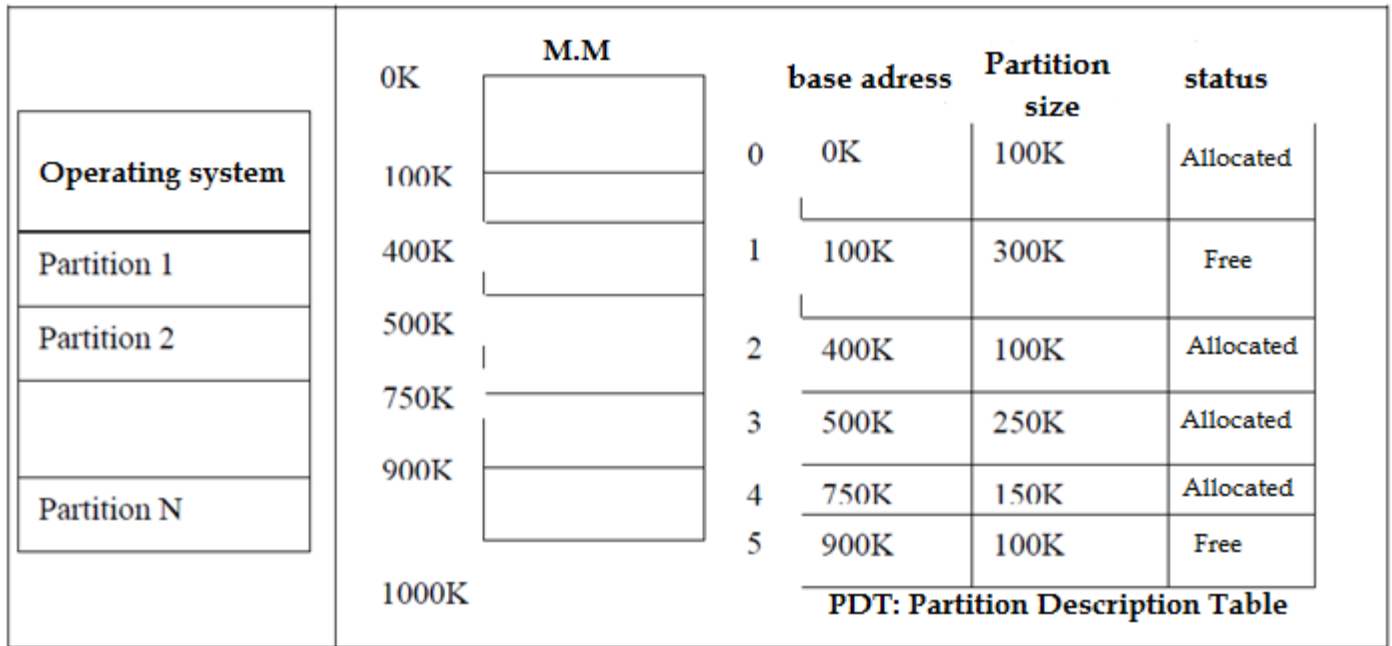 Operating system
Partition 1
Partition 2
Partition N
M.M
0K
100K
400K
500K
750K
900K
1000K
base adress Partition size status
0 0K 100K Allocated
1 100K 300K Free
2 400K 100K Allocated
3 500K 250K Allocated
4 750K 150K Allocated
5 900K 100K Free
PDT: Partition Description Table